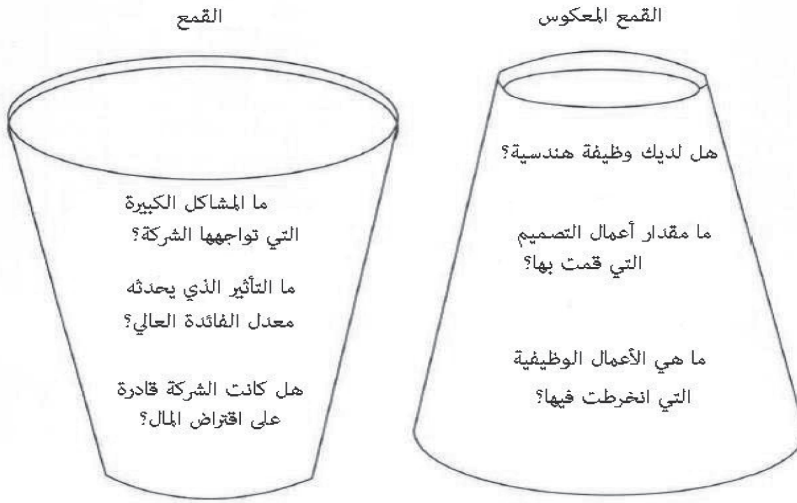 القمع المعكوس
هل لديك وظيفة هندسية؟
ما مقدار أعمال التصميم
التي قمت بها؟
ما هي الأعمال الوظيفية
التي انخرطت فيها؟
القمع
ما المشاكل الكبيرة
التي تواجهها الشركة؟
ما التأثير الذي يحدثه
معدل الفائدة العالي؟
هل كانت الشركة قادرة
على اقتراض المال؟